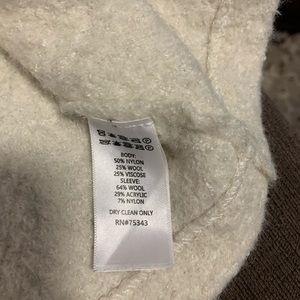 BODY:
50% NYLON
25% WOOL
25% VISCOSE
SLEEVE:
64% WOOL
29% ACRYLIC
7% NYLON
DRY CLEAN ONLY
RN#75343